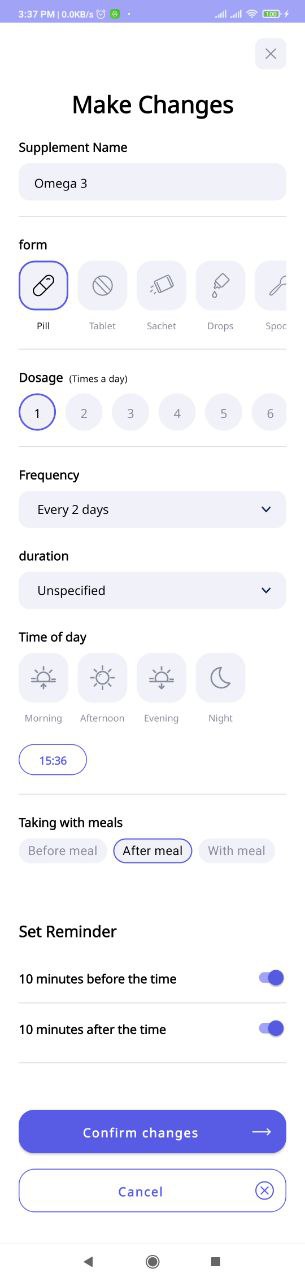 3:37 PM | 0.0KB/s
100
Make Changes
Supplement Name
Omega 3
form
Pill Tablet Sachet Drops Spoo
Dosage (Times a day)
1 2 3 4 5 6
Frequency
Every 2 days
duration
Unspecified
Time of day
Morning Afternoon Evening Night
15:36
Taking with meals
Before meal After meal With meal
Set Reminder
10 minutes before the time
10 minutes after the time
Confirm changes
Cancel